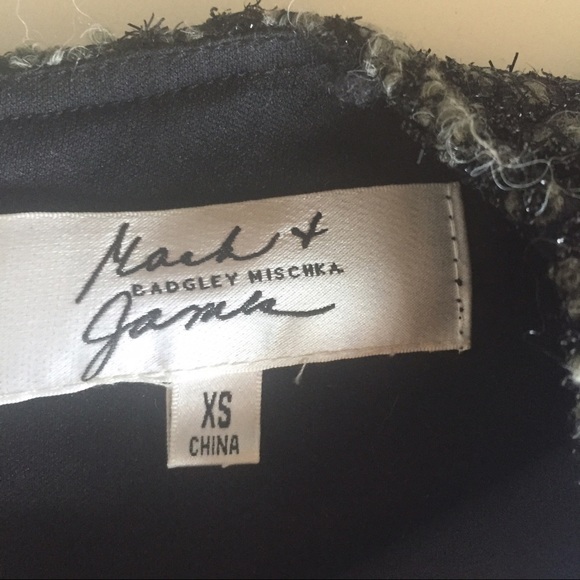 Mark +
BADGLEY MISCHKA
James
XS
CHINA